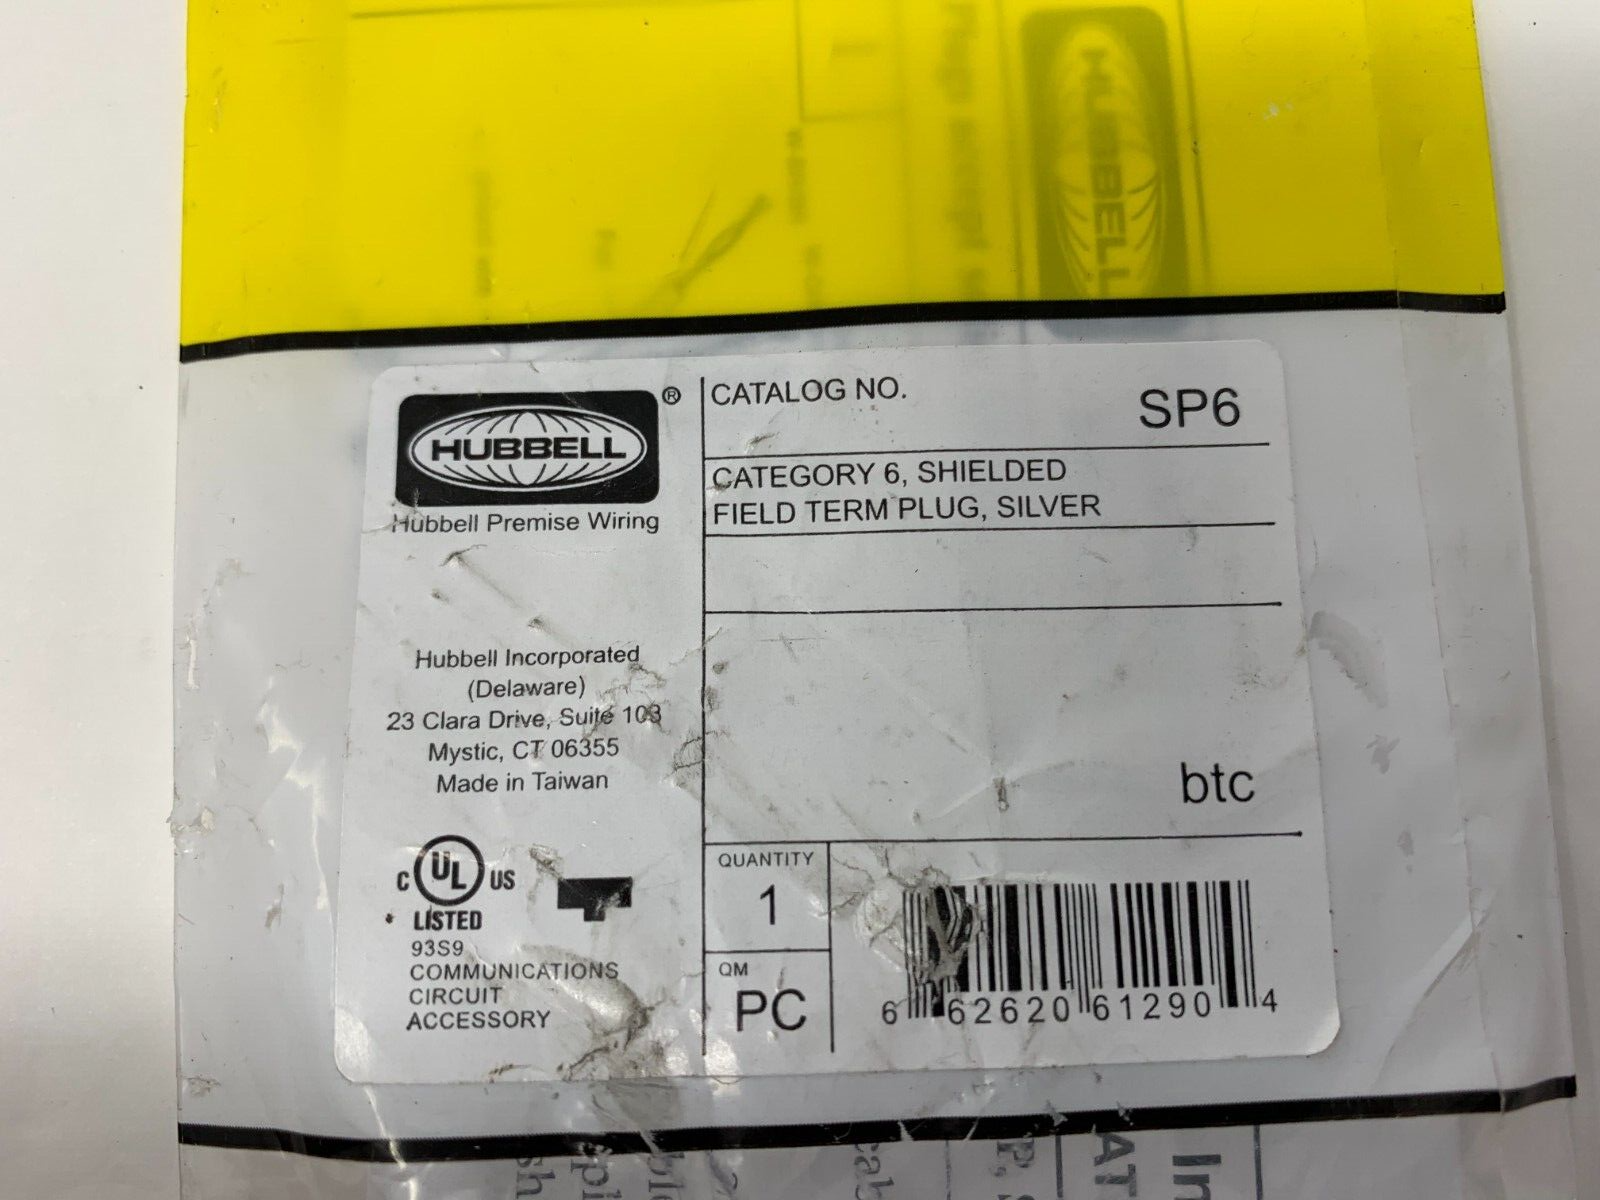 HUBBELL
HUBBELL
®
Hubbell Premise Wiring
Hubbell Incorporated
(Delaware)
23 Clara Drive, Suite 103
Mystic, CT 06355
Made in Taiwan
C UL US
LISTED
93S9
COMMUNICATIONS
CIRCUIT
ACCESSORY
CATALOG NO.
SP6
CATEGORY 6, SHIELDED
FIELD TERM PLUG, SILVER
btc
QUANTITY
1
QM
PC
6 62620 61290 4